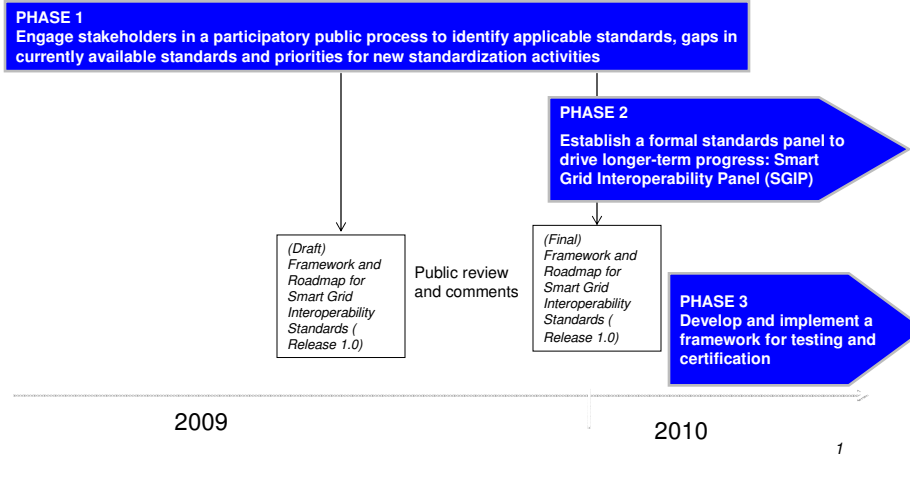 PHASE 1
Engage stakeholders in a participatory public process to identify applicable standards, gaps in
currently available standards and priorities for new standardization activities
PHASE 2
Establish a formal standards panel to
drive longer-term progress: Smart
Grid Interoperability Panel (SGIP)
(Draft)
Framework and
Roadmap for
Smart Grid
Interoperability
Standards (
Release 1.0)
Public review
and comments
(Final)
Framework and
Roadmap for
Smart Grid
Interoperability
Standards (
Release 1.0)
PHASE 3
Develop and implement a
framework for testing and
certification
2009
2010
1